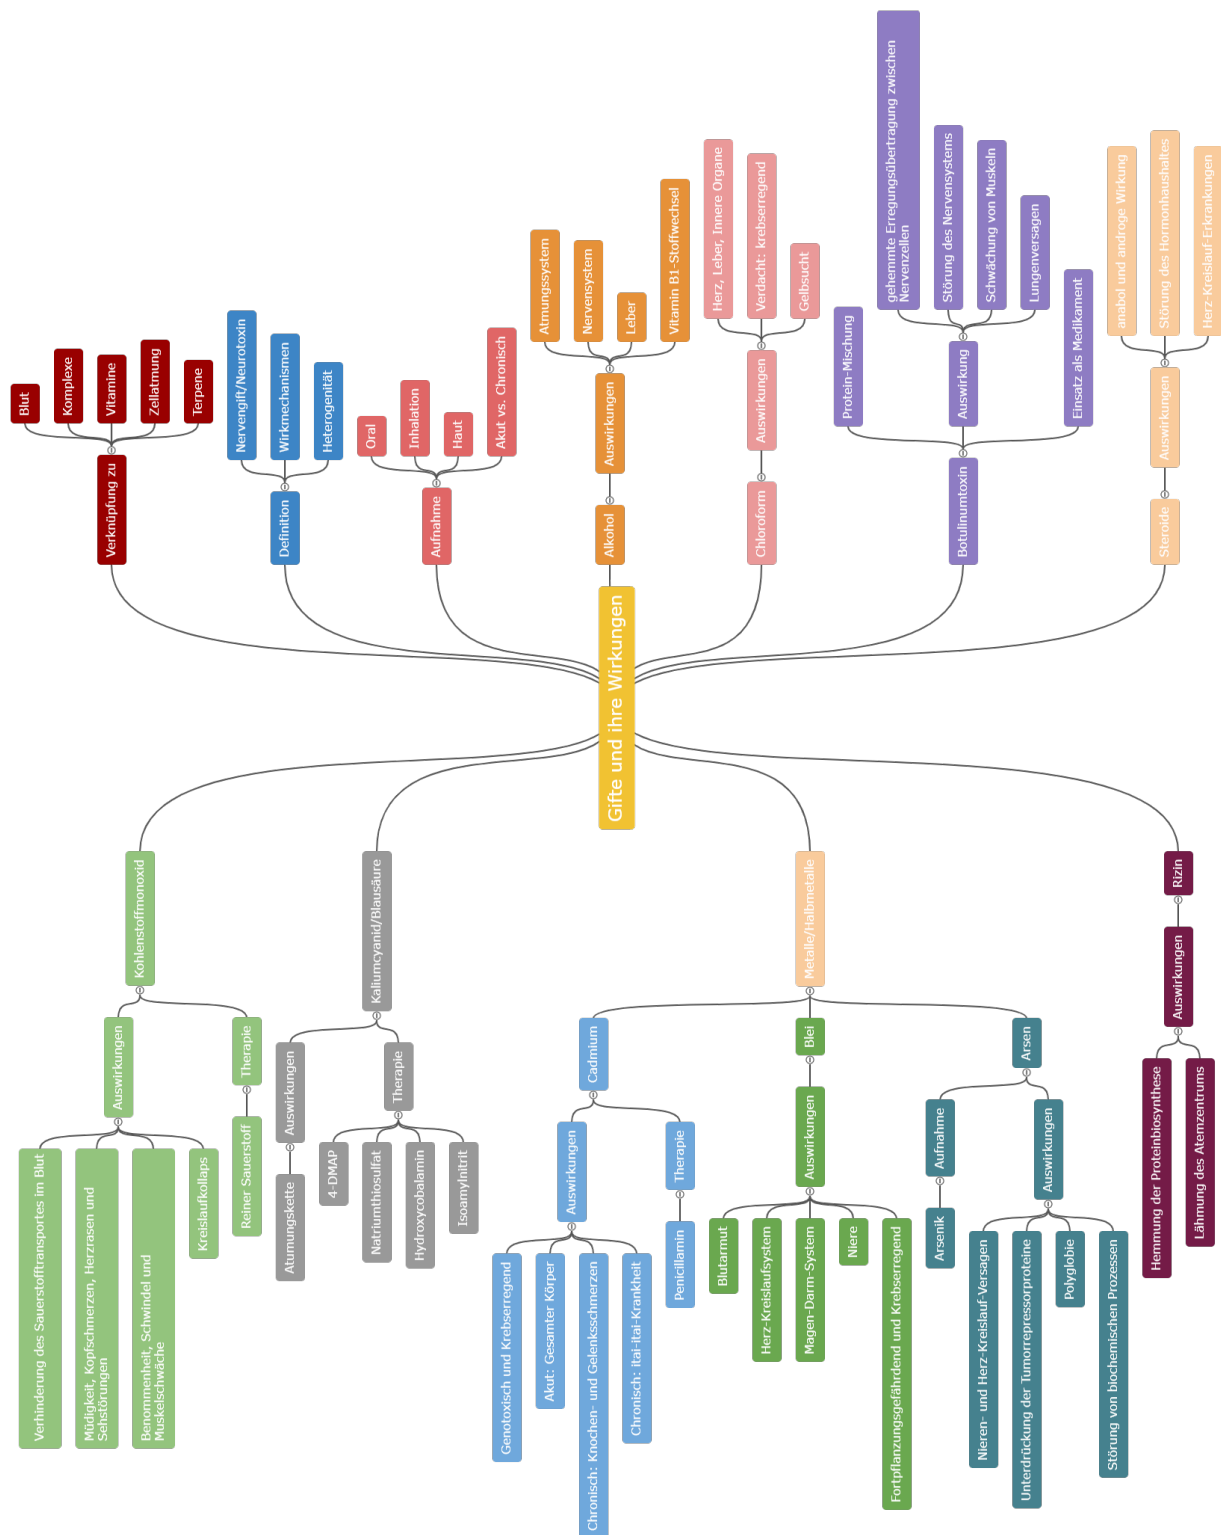 Gifte und ihre Wirkungen
Verknüpfung zu
Blut
Komplexe
Vitamine
Zellatmung
Terpene
Definition
Nervengift/Neurotoxin
Wirkmechanismen
Heterogenität
Aufnahme
Oral
Inhalation
Haut
Akut vs. Chronisch
Alkohol
Auswirkungen
Atmungssystem
Nervensystem
Leber
Vitamin B1-Stoffwechsel
Chloroform
Auswirkungen
Herz, Leber, Innere Organe
Verdacht: krebserregend
Gelbsucht
Botulinumtoxin
Protein-Mischung
Auswirkung
gehemmte Erregungsübertragung zwischen
Nervenzellen
Störung des Nervensystems
Schwächung von Muskeln
Lungenversagen
Einsatz als Medikament
Steroide
Auswirkungen
anabol und androge Wirkung
Störung des Hormonhaushaltes
Herz-Kreislauf-Erkrankungen
Kohlenstoffmonoxid
Auswirkungen
Verhinderung des Sauerstofftransportes im Blut
Müdigkeit, Kopfschmerzen, Herzrasen und
Sehstörungen
Benommenheit, Schwindel und
Muskelschwäche
Kreislaufkollaps
Therapie
Reiner Sauerstoff
Kaliumcyanid/Blausäure
Auswirkungen
Atumungskette
Therapie
4-DMAP
Natriumthiosulfat
Hydroxycobalamin
Isoamylnitrit
Metalle/Halbmetalle
Cadmium
Auswirkungen
Genotoxisch und Krebserregend
Akut: Gesamter Körper
Chronisch: Knochen- und Gelenksschmerzen
Chronisch: itai-itai-Krankheit
Therapie
Penicillamin
Blei
Auswirkungen
Blutarmut
Herz-Kreislaufsystem
Magen-Darm-System
Niere
Fortpflanzungsgefährdend und Krebserregend
Arsen
Aufnahme
Arsenik
Auswirkungen
Nieren- und Herz-Kreislauf-Versagen
Unterdrückung der Tumorrepressorproteine
Polyglobie
Störung von biochemischen Prozessen
Rizin
Auswirkungen
Hemmung der Proteinbiosynthese
Lähmung des Atemzentrums